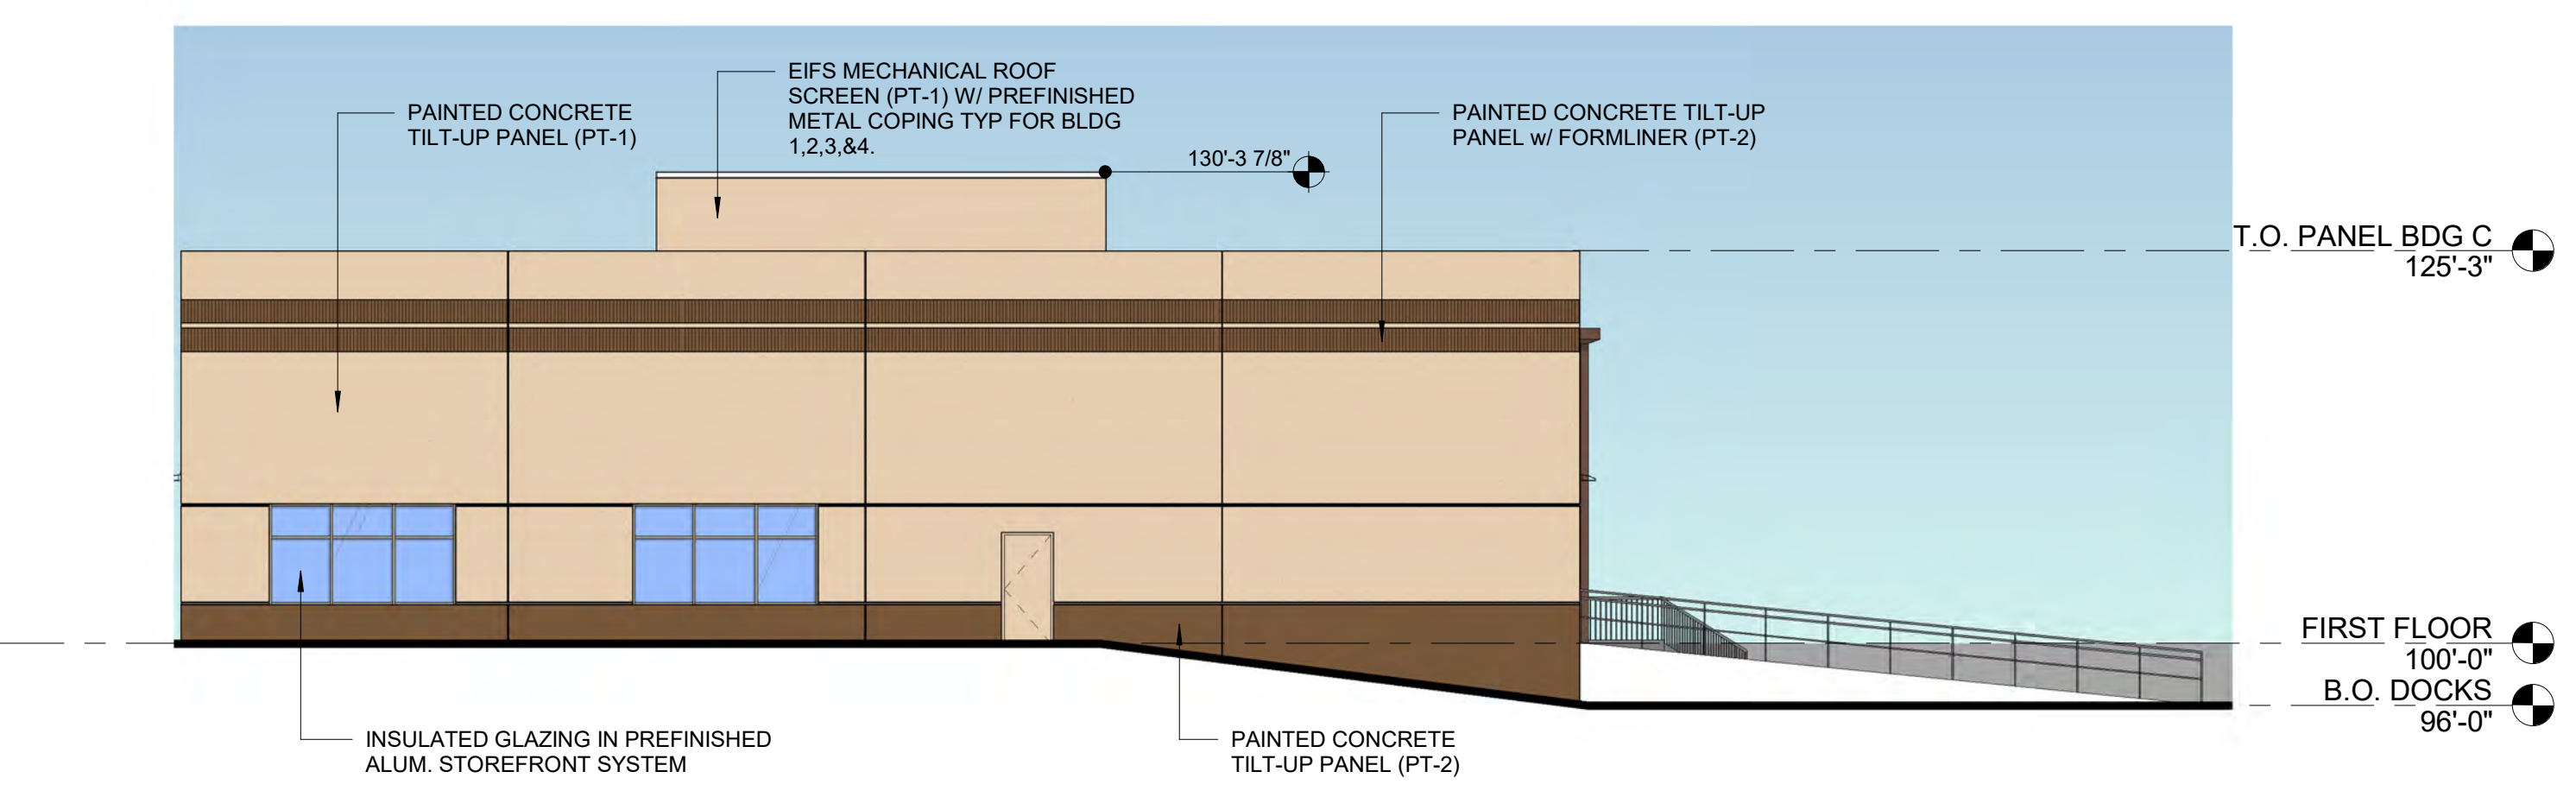 EIFS MECHANICAL ROOF
SCREEN (PT-1) W/ PREFINISHED
METAL COPING TYP FOR BLDG
1,2,3,&4.
PAINTED CONCRETE
TILT-UP PANEL (PT-1)
PAINTED CONCRETE TILT-UP
PANEL w/ FORMLINER (PT-2)
130'-3 7/8"
T.O. PANEL BDG C
125'-3"
FIRST FLOOR
100'-0"
B.O. DOCKS
96'-0"
INSULATED GLAZING IN PREFINISHED
ALUM. STOREFRONT SYSTEM
PAINTED CONCRETE
TILT-UP PANEL (PT-2)